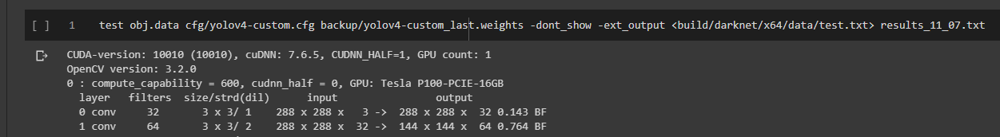 [ ] 1 test obj.data cfg/yolov4-custom.cfg backup/yolov4-custom_last.weights -dont_show -ext_output <build/darknet/x64/data/test.txt> results_11_07.txt
CUDA-version: 10010 (10010), cuDNN: 7.6.5, CUDNN_HALF=1, GPU count: 1
OpenCV version: 3.2.0
0 : compute_capability = 600, cudnn_half = 0, GPU: Tesla P100-PCIE-16GB
layer filters size/strd(dil) input output
0 conv 32 3 x 3/ 1 288 x 288 x 3 -> 288 x 288 x 32 0.143 BF
1 conv 64 3 x 3/ 2 288 x 288 x 32 -> 144 x 144 x 64 0.764 BF